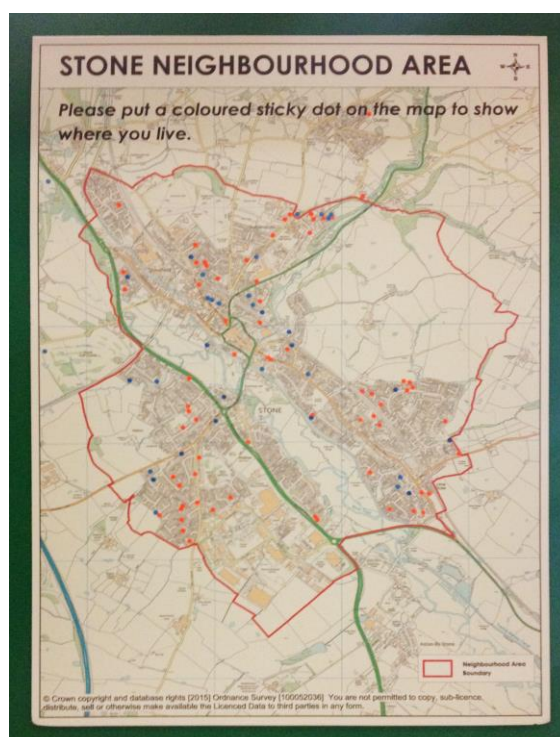 STONE NEIGHBOURHOOD AREA
Please put a coloured sticky dot on the map to show
where you live.
STONE
Neighbourhood Area
Boundary
© Crown copyright and database rights [2015] Ordnance Survey [100052036]. You are not permitted to copy, sub-licence,
distribute, sell or otherwise make available the Licenced Data to third parties in any form.